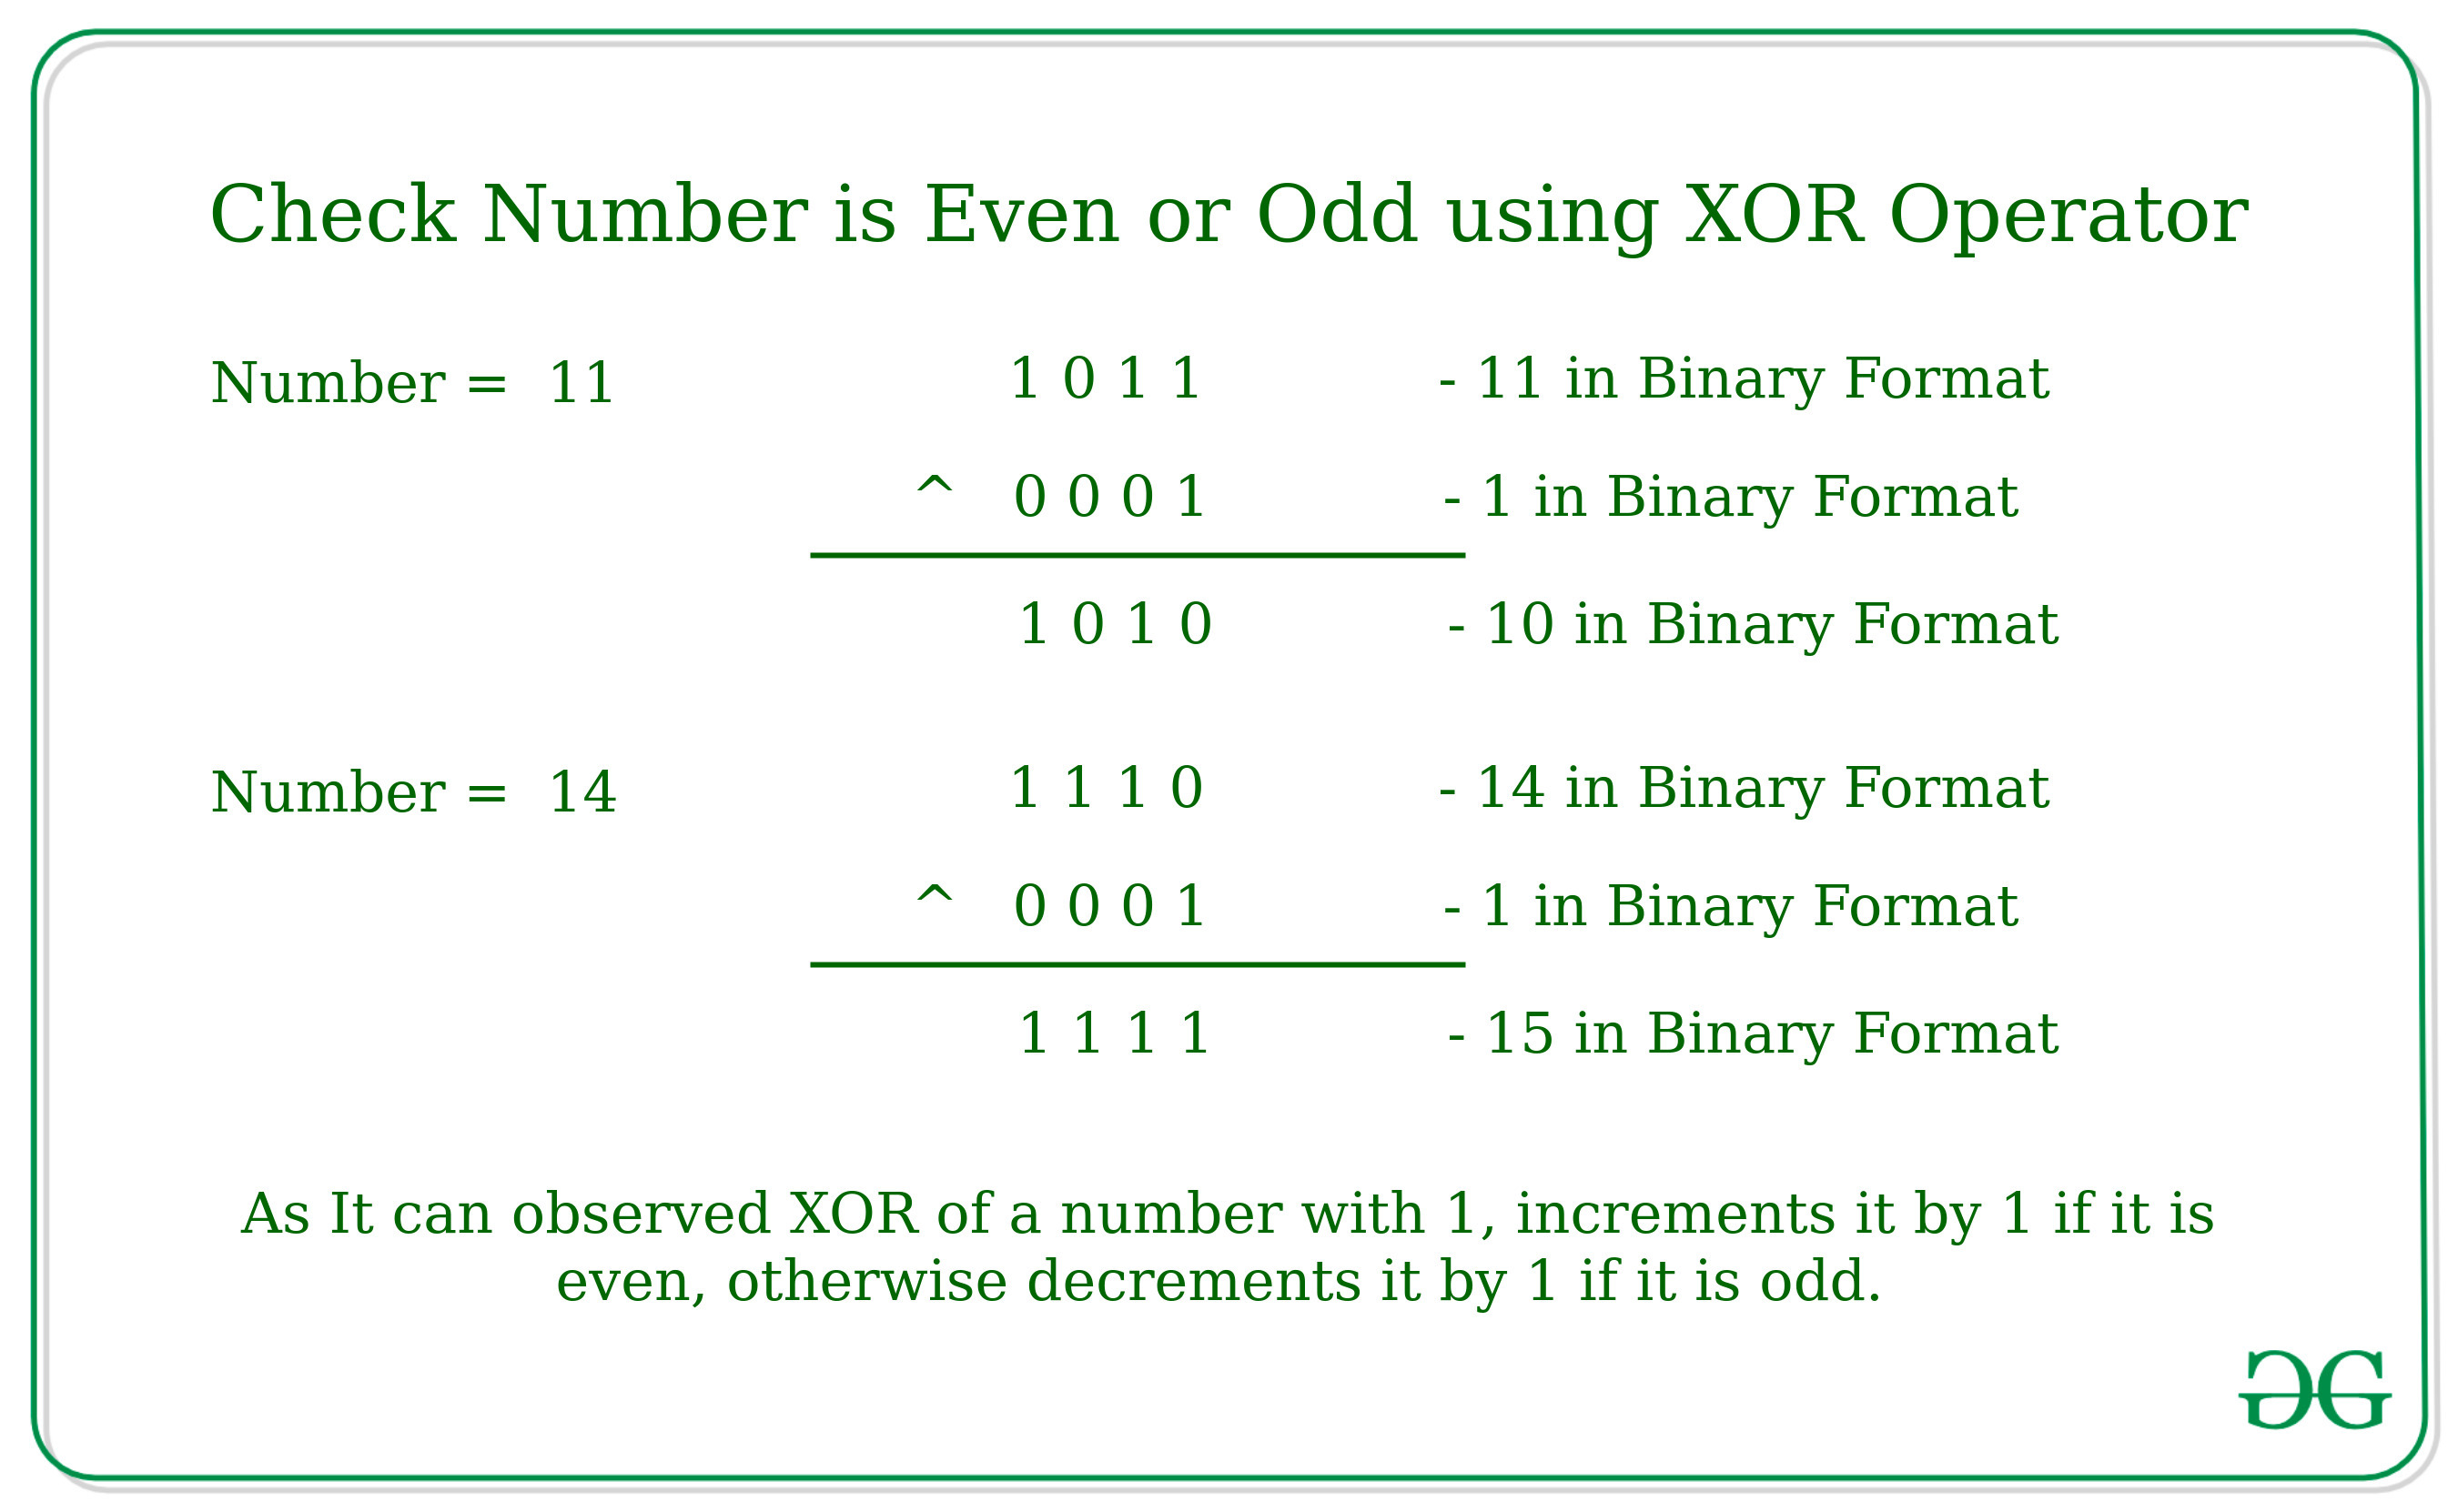 Check Number is Even or Odd using XOR Operator
Number = 11 1 0 1 1 - 11 in Binary Format
^ 0 0 0 1 - 1 in Binary Format
1 0 1 0 - 10 in Binary Format
Number = 14 1 1 1 0 - 14 in Binary Format
^ 0 0 0 1 - 1 in Binary Format
1 1 1 1 - 15 in Binary Format
As It can observed XOR of a number with 1, increments it by 1 if it is
even, otherwise decrements it by 1 if it is odd.